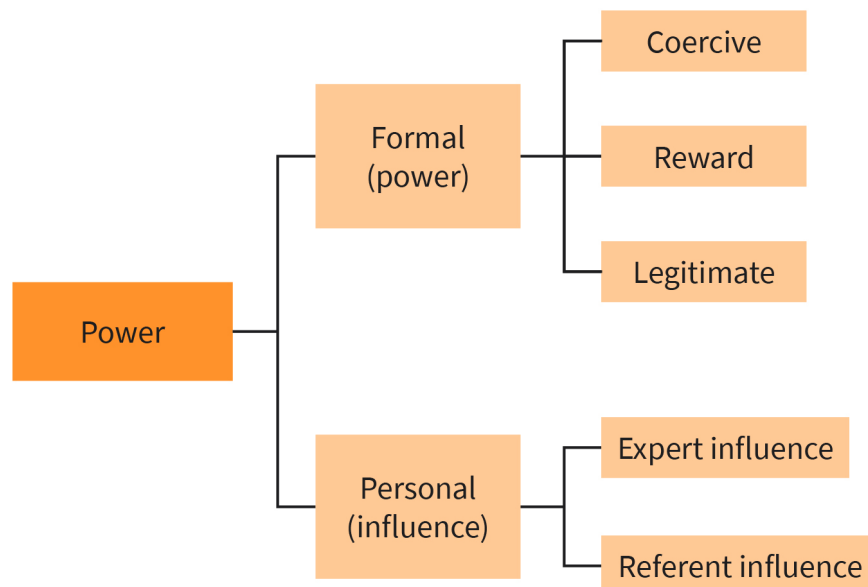 Power
Formal
(power)
Coercive
Reward
Legitimate
Personal
(influence)
Expert influence
Referent influence